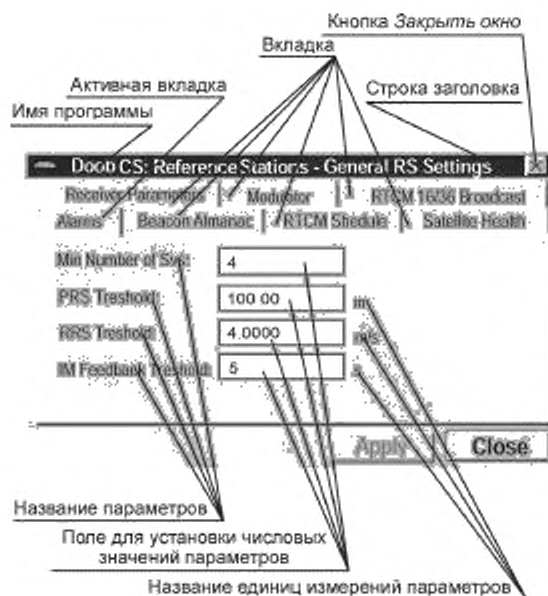 Кнопка Закрыть окно
Вкладка
Активная вкладка
Строка заголовка
Имя программы
CS: Reference Stations - General RS Settings
Receiver Parameters Modulator RTCM 16/36 Broadcast
Alarms Beacon Almanac RTCM Shedule Satellite Health
Min Number of Svs: 4
PRS Treshold: 100 00 m
RRS Treshold: 4.0000 m/s
IM Feedback Treshold: 5 s
Apply Close
Название параметров
Поле для установки числовых
значений параметров
Название единиц измерений параметров